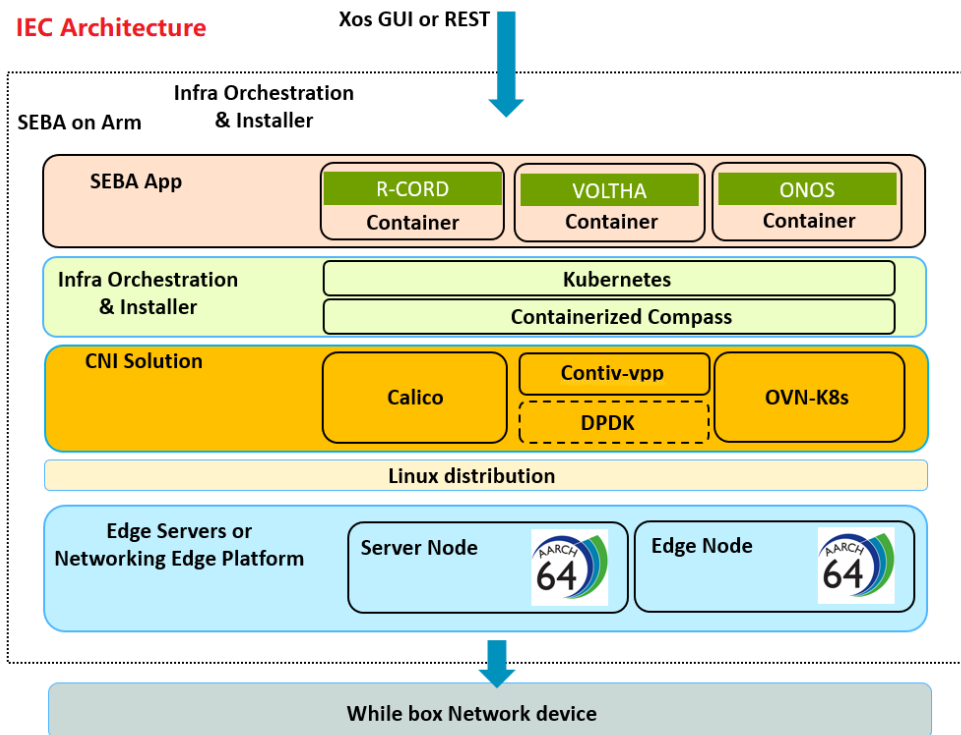 IEC Architecture
Xos GUI or REST
Infra Orchestration
& Installer
SEBA on Arm
SEBA App
R-CORD
Container
VOLTHA
Container
ONOS
Container
Infra Orchestration
& Installer
Kubernetes
Containerized Compass
CNI Solution
Calico
Contiv-vpp
DPDK
OVN-K8s
Linux distribution
Edge Servers or
Networking Edge Platform
Server Node
AARCH
64
Edge Node
AARCH
64
While box Network device